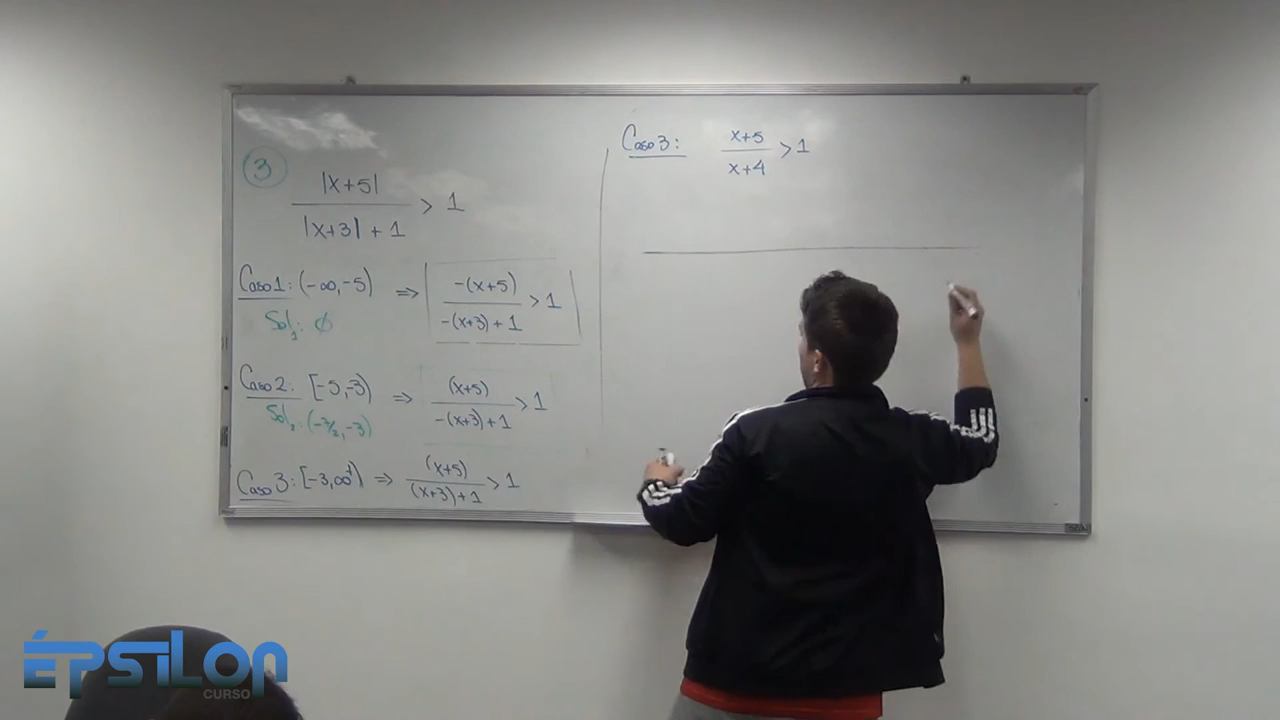 3
|x+5|
|x+3| + 1
> 1
Caso 1: (-∞,-5) ⇒ -(x+5)
-(x+3)+1
> 1
Sol₁: ∅
Caso 2: [-5,-3) ⇒ (x+5)
-(x+3)+1
> 1
Sol₂: (-7/2,-3)
Caso 3: [-3,∞⁺) ⇒ (x+5)
(x+3)+1
> 1
Caso 3: x+5
x+4
> 1
ÉPSILON
CURSO